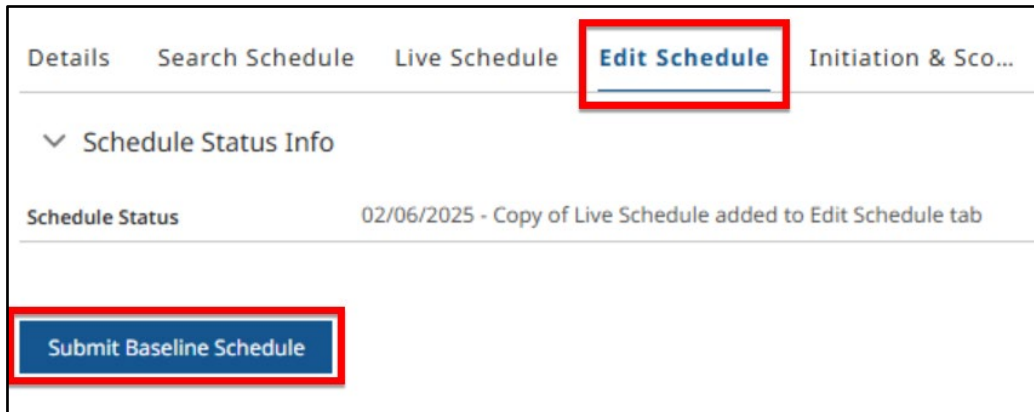 Details Search Schedule Live Schedule Edit Schedule Initiation & Sco...
Schedule Status Info
Schedule Status 02/06/2025 - Copy of Live Schedule added to Edit Schedule tab
Submit Baseline Schedule